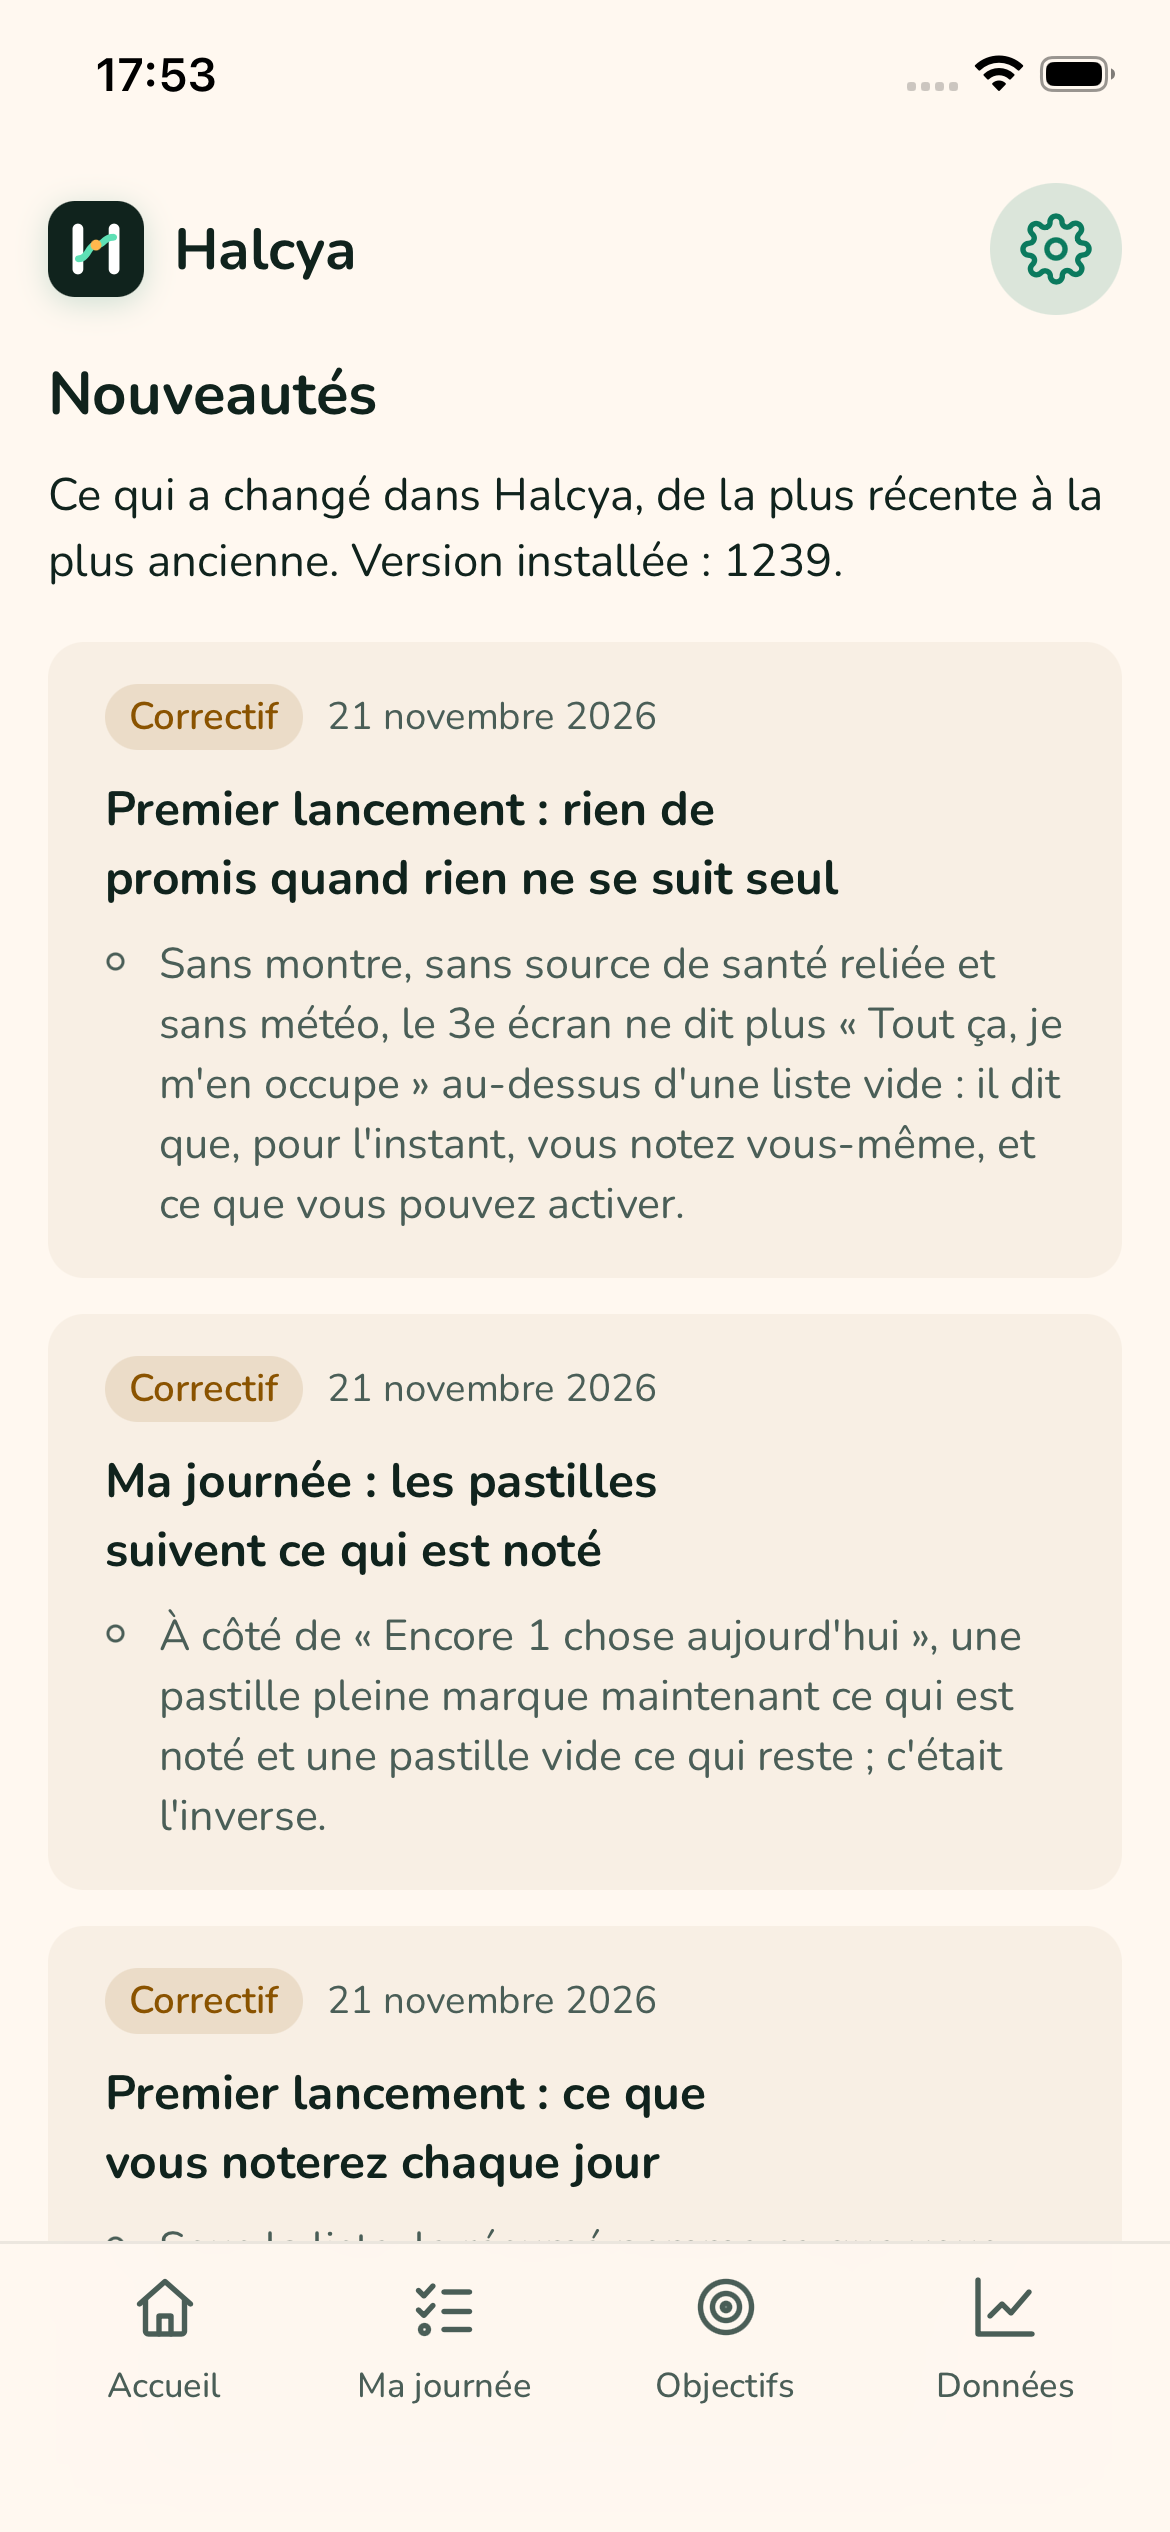 17:53
Halcya
Nouveautés
Ce qui a changé dans Halcya, de la plus récente à la
plus ancienne. Version installée : 1239.
Correctif 21 novembre 2026
Premier lancement : rien de
promis quand rien ne se suit seul
Sans montre, sans source de santé reliée et
sans météo, le 3e écran ne dit plus « Tout ça, je
m'en occupe » au-dessus d'une liste vide : il dit
que, pour l'instant, vous notez vous-même, et
ce que vous pouvez activer.
Correctif 21 novembre 2026
Ma journée : les pastilles
suivent ce qui est noté
À côté de « Encore 1 chose aujourd'hui », une
pastille pleine marque maintenant ce qui est
noté et une pastille vide ce qui reste ; c'était
l'inverse.
Correctif 21 novembre 2026
Premier lancement : ce que
vous noterez chaque jour
Accueil
Ma journée
Objectifs
Données